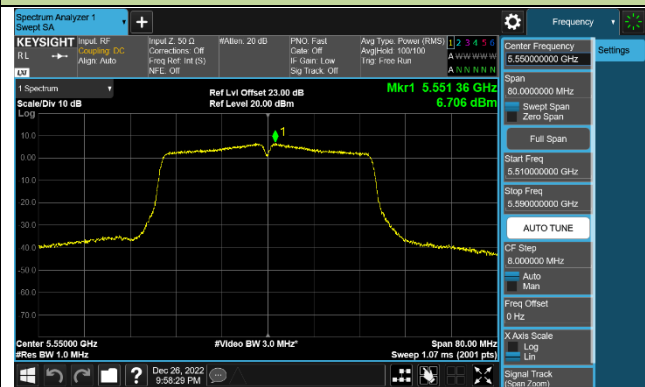 Spectrum Analyzer 1
Swept SA
+
Frequency
KEYSIGHT
RL
LXI
Input: RF
Coupling: DC
Align: Auto
Input Z: 50 Ω
Corrections: Off
Freq Ref: Int (S)
NFE: Off
#Atten: 20 dB
PNO: Fast
Gate: Off
IF Gain: Low
Sig Track: Off
Avg Type: Power (RMS)
Avg|Hold: 100/100
Trig: Free Run
1 2 3 4 5 6
A W W W W W
A N N N N N
1 Spectrum
Scale/Div 10 dB
Log
Ref Lvl Offset 23.00 dB
Ref Level 20.00 dBm
Mkr1 5.551 36 GHz
6.706 dBm
1
10.0
0.00
-10.0
-20.0
-30.0
-40.0
-50.0
-60.0
-70.0
Center 5.55000 GHz
#Res BW 1.0 MHz
#Video BW 3.0 MHz*
Span 80.00 MHz
Sweep 1.07 ms (2001 pts)
Dec 26, 2022
9:58:29 PM
Center Frequency
5.550000000 GHz
Settings
Span
80.0000000 MHz
Swept Span
Zero Span
Full Span
Start Freq
5.510000000 GHz
Stop Freq
5.590000000 GHz
AUTO TUNE
CF Step
8.000000 MHz
Auto
Man
Freq Offset
0 Hz
X Axis Scale
Log
Lin
Signal Track
(Span Zoom)